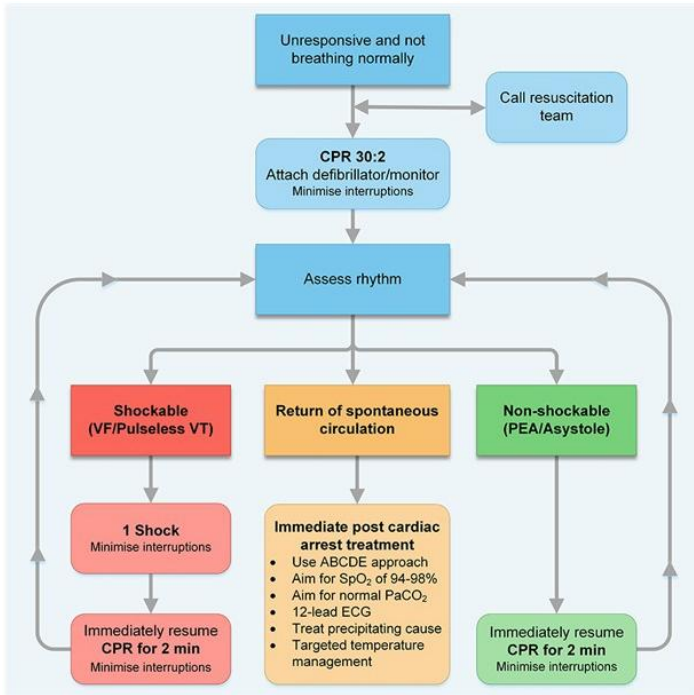 Unresponsive and not
breathing normally
Call resuscitation
team
CPR 30:2
Attach defibrillator/monitor
Minimise interruptions
Assess rhythm
Shockable
(VF/Pulseless VT)
Return of spontaneous
circulation
Non-shockable
(PEA/Asystole)
1 Shock
Minimise interruptions
Immediately resume
CPR for 2 min
Minimise interruptions
Immediate post cardiac
arrest treatment
• Use ABCDE approach
• Aim for SpO₂ of 94-98%
• Aim for normal PaCO₂
• 12-lead ECG
• Treat precipitating cause
• Targeted temperature
management
Immediately resume
CPR for 2 min
Minimise interruptions